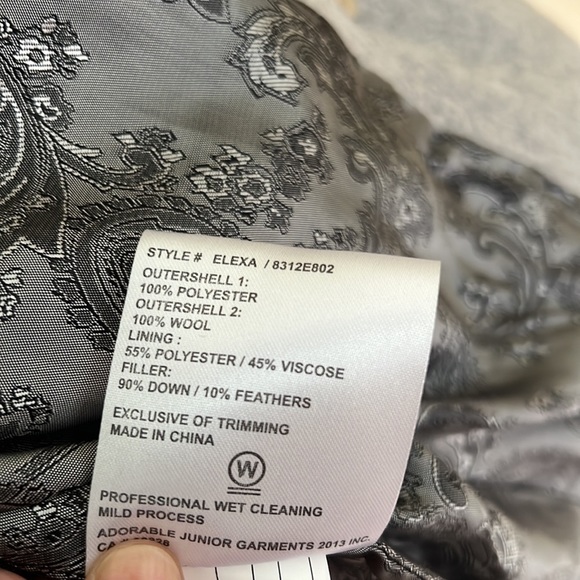 STYLE # ELEXA / 8312E802
OUTERSHELL 1:
100% POLYESTER
OUTERSHELL 2:
100% WOOL
LINING :
55% POLYESTER / 45% VISCOSE
FILLER:
90% DOWN / 10% FEATHERS
EXCLUSIVE OF TRIMMING
MADE IN CHINA
W
PROFESSIONAL WET CLEANING
MILD PROCESS
ADORABLE JUNIOR GARMENTS 2013 INC.
CA